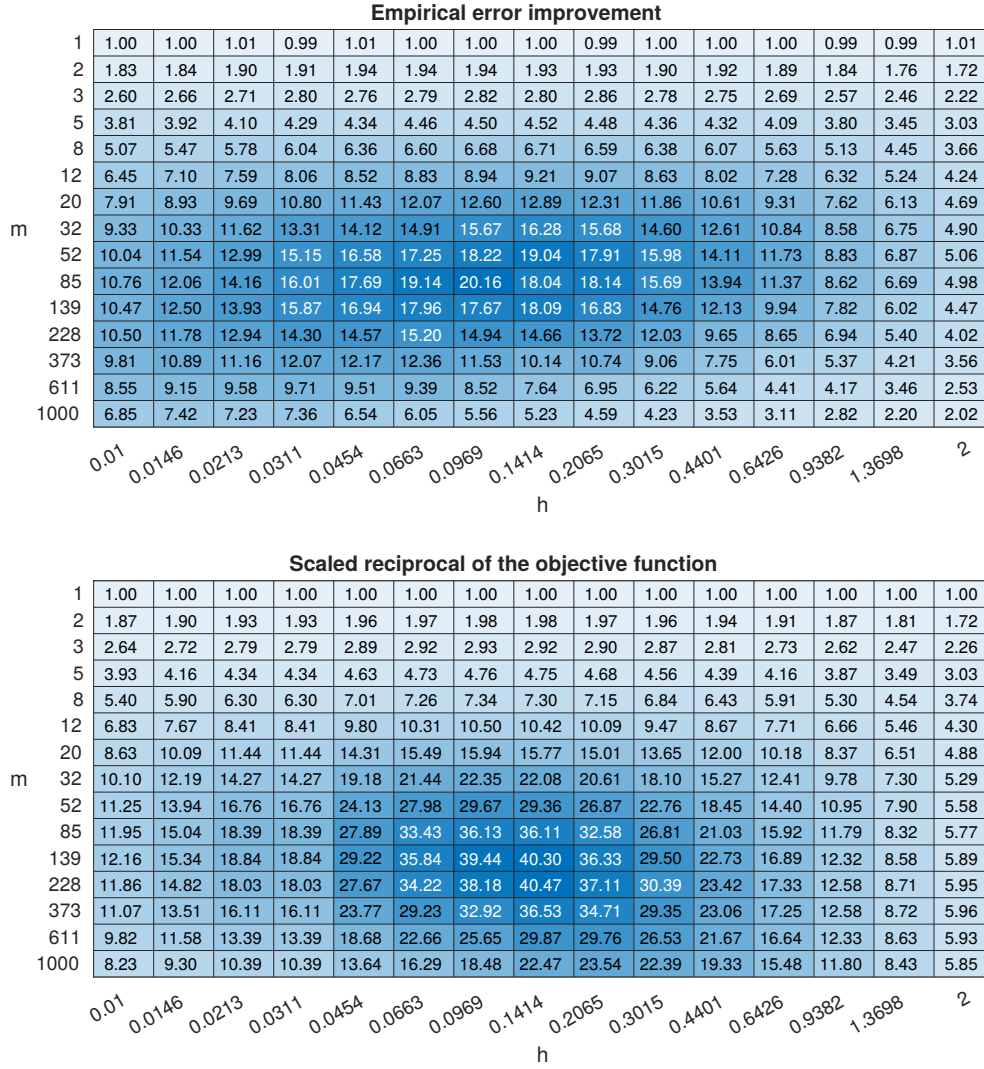 Empirical error improvement
1 1.00 1.00 1.01 0.99 1.01 1.00 1.00 1.00 0.99 1.00 1.00 1.00 0.99 0.99 1.01
2 1.83 1.84 1.90 1.91 1.94 1.94 1.94 1.93 1.93 1.90 1.92 1.89 1.84 1.76 1.72
3 2.60 2.66 2.71 2.80 2.76 2.79 2.82 2.80 2.86 2.78 2.75 2.69 2.57 2.46 2.22
5 3.81 3.92 4.10 4.29 4.34 4.46 4.50 4.52 4.48 4.36 4.32 4.09 3.80 3.45 3.03
8 5.07 5.47 5.78 6.04 6.36 6.60 6.68 6.71 6.59 6.38 6.07 5.63 5.13 4.45 3.66
12 6.45 7.10 7.59 8.06 8.52 8.83 8.94 9.21 9.07 8.63 8.02 7.28 6.32 5.24 4.24
20 7.91 8.93 9.69 10.80 11.43 12.07 12.60 12.89 12.31 11.86 10.61 9.31 7.62 6.13 4.69
m 32 9.33 10.33 11.62 13.31 14.12 14.91 15.67 16.28 15.68 14.60 12.61 10.84 8.58 6.75 4.90
52 10.04 11.54 12.99 15.15 16.58 17.25 18.22 19.04 17.91 15.98 14.11 11.73 8.83 6.87 5.06
85 10.76 12.06 14.16 16.01 17.69 19.14 20.16 18.04 18.14 15.69 13.94 11.37 8.62 6.69 4.98
139 10.47 12.50 13.93 15.87 16.94 17.96 17.67 18.09 16.83 14.76 12.13 9.94 7.82 6.02 4.47
228 10.50 11.78 12.94 14.30 14.57 15.20 14.94 14.66 13.72 12.03 9.65 8.65 6.94 5.40 4.02
373 9.81 10.89 11.16 12.07 12.17 12.36 11.53 10.14 10.74 9.06 7.75 6.01 5.37 4.21 3.56
611 8.55 9.15 9.58 9.71 9.51 9.39 8.52 7.64 6.95 6.22 5.64 4.41 4.17 3.46 2.53
1000 6.85 7.42 7.23 7.36 6.54 6.05 5.56 5.23 4.59 4.23 3.53 3.11 2.82 2.20 2.02
0.01 0.0146 0.0213 0.0311 0.0454 0.0663 0.0969 0.1414 0.2065 0.3015 0.4401 0.6426 0.9382 1.3698 2
h
Scaled reciprocal of the objective function
1 1.00 1.00 1.00 1.00 1.00 1.00 1.00 1.00 1.00 1.00 1.00 1.00 1.00 1.00 1.00
2 1.87 1.90 1.93 1.93 1.96 1.97 1.98 1.98 1.97 1.96 1.94 1.91 1.87 1.81 1.72
3 2.64 2.72 2.79 2.79 2.89 2.92 2.93 2.92 2.90 2.87 2.81 2.73 2.62 2.47 2.26
5 3.93 4.16 4.34 4.34 4.63 4.73 4.76 4.75 4.68 4.56 4.39 4.16 3.87 3.49 3.03
8 5.40 5.90 6.30 6.30 7.01 7.26 7.34 7.30 7.15 6.84 6.43 5.91 5.30 4.54 3.74
12 6.83 7.67 8.41 8.41 9.80 10.31 10.50 10.42 10.09 9.47 8.67 7.71 6.66 5.46 4.30
20 8.63 10.09 11.44 11.44 14.31 15.49 15.94 15.77 15.01 13.65 12.00 10.18 8.37 6.51 4.88
m 32 10.10 12.19 14.27 14.27 19.18 21.44 22.35 22.08 20.61 18.10 15.27 12.41 9.78 7.30 5.29
52 11.25 13.94 16.76 16.76 24.13 27.98 29.67 29.36 26.87 22.76 18.45 14.40 10.95 7.90 5.58
85 11.95 15.04 18.39 18.39 27.89 33.43 36.13 36.11 32.58 26.81 21.03 15.92 11.79 8.32 5.77
139 12.16 15.34 18.84 18.84 29.22 35.84 39.44 40.30 36.33 29.50 22.73 16.89 12.32 8.58 5.89
228 11.86 14.82 18.03 18.03 27.67 34.22 38.18 40.47 37.11 30.39 23.42 17.33 12.58 8.71 5.95
373 11.07 13.51 16.11 16.11 23.77 29.23 32.92 36.53 34.71 29.35 23.06 17.25 12.58 8.72 5.96
611 9.82 11.58 13.39 13.39 18.68 22.66 25.65 29.87 29.76 26.53 21.67 16.64 12.33 8.63 5.93
1000 8.23 9.30 10.39 10.39 13.64 16.29 18.48 22.47 23.54 22.39 19.33 15.48 11.80 8.43 5.85
0.01 0.0146 0.0213 0.0311 0.0454 0.0663 0.0969 0.1414 0.2065 0.3015 0.4401 0.6426 0.9382 1.3698 2
h